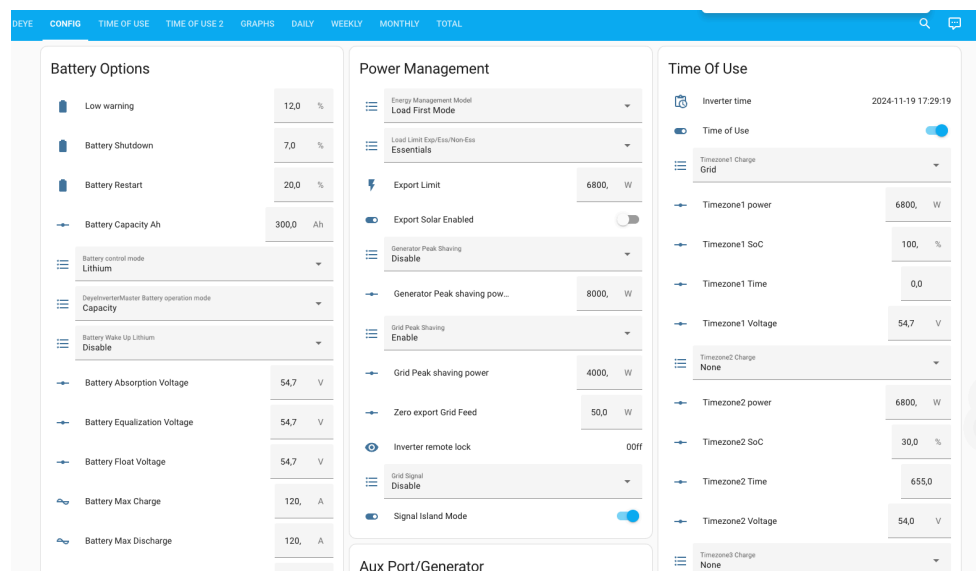 DEYE CONFIG TIME OF USE TIME OF USE 2 GRAPHS DAILY WEEKLY MONTHLY TOTAL
Battery Options
Low warning 12,0 %
Battery Shutdown 7,0 %
Battery Restart 20,0 %
Battery Capacity Ah 300,0 Ah
Battery control mode
Lithium
DeyeInverterMaster Battery operation mode
Capacity
Battery Wake Up Lithium
Disable
Battery Absorption Voltage 54,7 V
Battery Equalization Voltage 54,7 V
Battery Float Voltage 54,7 V
Battery Max Charge 120, A
Battery Max Discharge 120, A
Power Management
Energy Management Model
Load First Mode
Load Limit Exp/Ess/Non-Ess
Essentials
Export Limit 6800, W
Export Solar Enabled
Generator Peak Shaving
Disable
Generator Peak shaving pow... 8000, W
Grid Peak Shaving
Enable
Grid Peak shaving power 4000, W
Zero export Grid Feed 50,0 W
Inverter remote lock 00ff
Grid Signal
Disable
Signal Island Mode
Aux Port/Generator
Time Of Use
Inverter time 2024-11-19 17:29:19
Time of Use
Timezone1 Charge
Grid
Timezone1 power 6800, W
Timezone1 SoC 100, %
Timezone1 Time 0,0
Timezone1 Voltage 54,7 V
Timezone2 Charge
None
Timezone2 power 6800, W
Timezone2 SoC 30,0 %
Timezone2 Time 655,0
Timezone2 Voltage 54,0 V
Timezone3 Charge
None